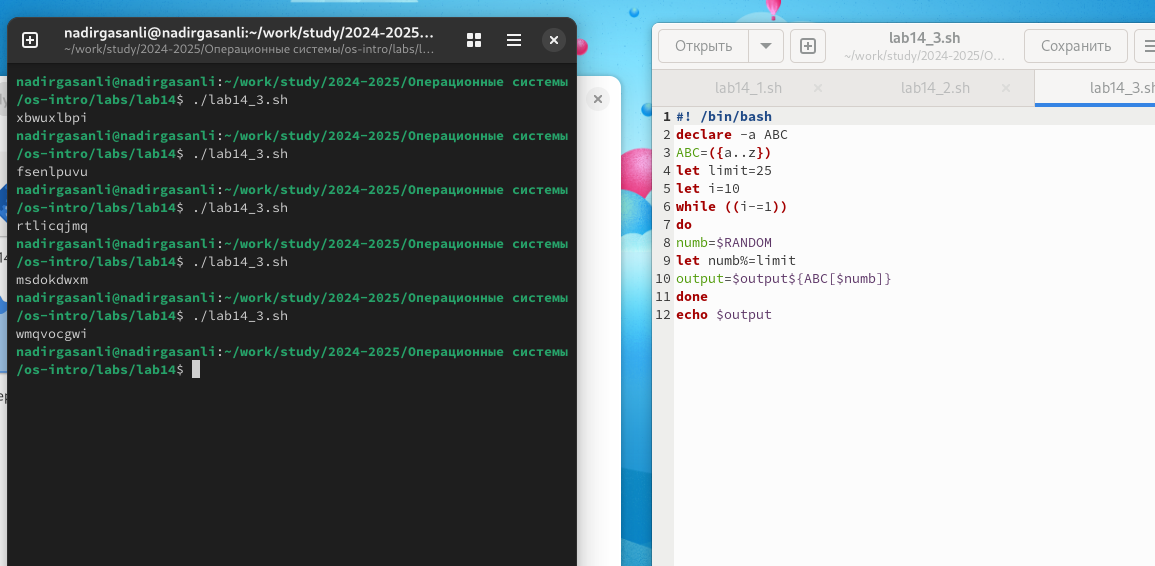 nadirgasanli@nadirgasanli:~/work/study/2024-2025…
~/work/study/2024-2025/Операционные системы/os-intro/labs/l…
nadirgasanli@nadirgasanli:~/work/study/2024-2025/Операционные системы
/os-intro/labs/lab14$ ./lab14_3.sh
xbwuxlbpi
nadirgasanli@nadirgasanli:~/work/study/2024-2025/Операционные системы
/os-intro/labs/lab14$ ./lab14_3.sh
fsenlpuvu
nadirgasanli@nadirgasanli:~/work/study/2024-2025/Операционные системы
/os-intro/labs/lab14$ ./lab14_3.sh
rtlicqjmq
nadirgasanli@nadirgasanli:~/work/study/2024-2025/Операционные системы
/os-intro/labs/lab14$ ./lab14_3.sh
msdokdwxm
nadirgasanli@nadirgasanli:~/work/study/2024-2025/Операционные системы
/os-intro/labs/lab14$ ./lab14_3.sh
wmqvocgwi
nadirgasanli@nadirgasanli:~/work/study/2024-2025/Операционные системы
/os-intro/labs/lab14$
Открыть
lab14_3.sh
~/work/study/2024-2025/О…
Сохранить
lab14_1.sh
lab14_2.sh
lab14_3.sh
1 #! /bin/bash
2 declare -a ABC
3 ABC=({a..z})
4 let limit=25
5 let i=10
6 while ((i-=1))
7 do
8 numb=$RANDOM
9 let numb%=limit
10 output=$output${ABC[$numb]}
11 done
12 echo $output